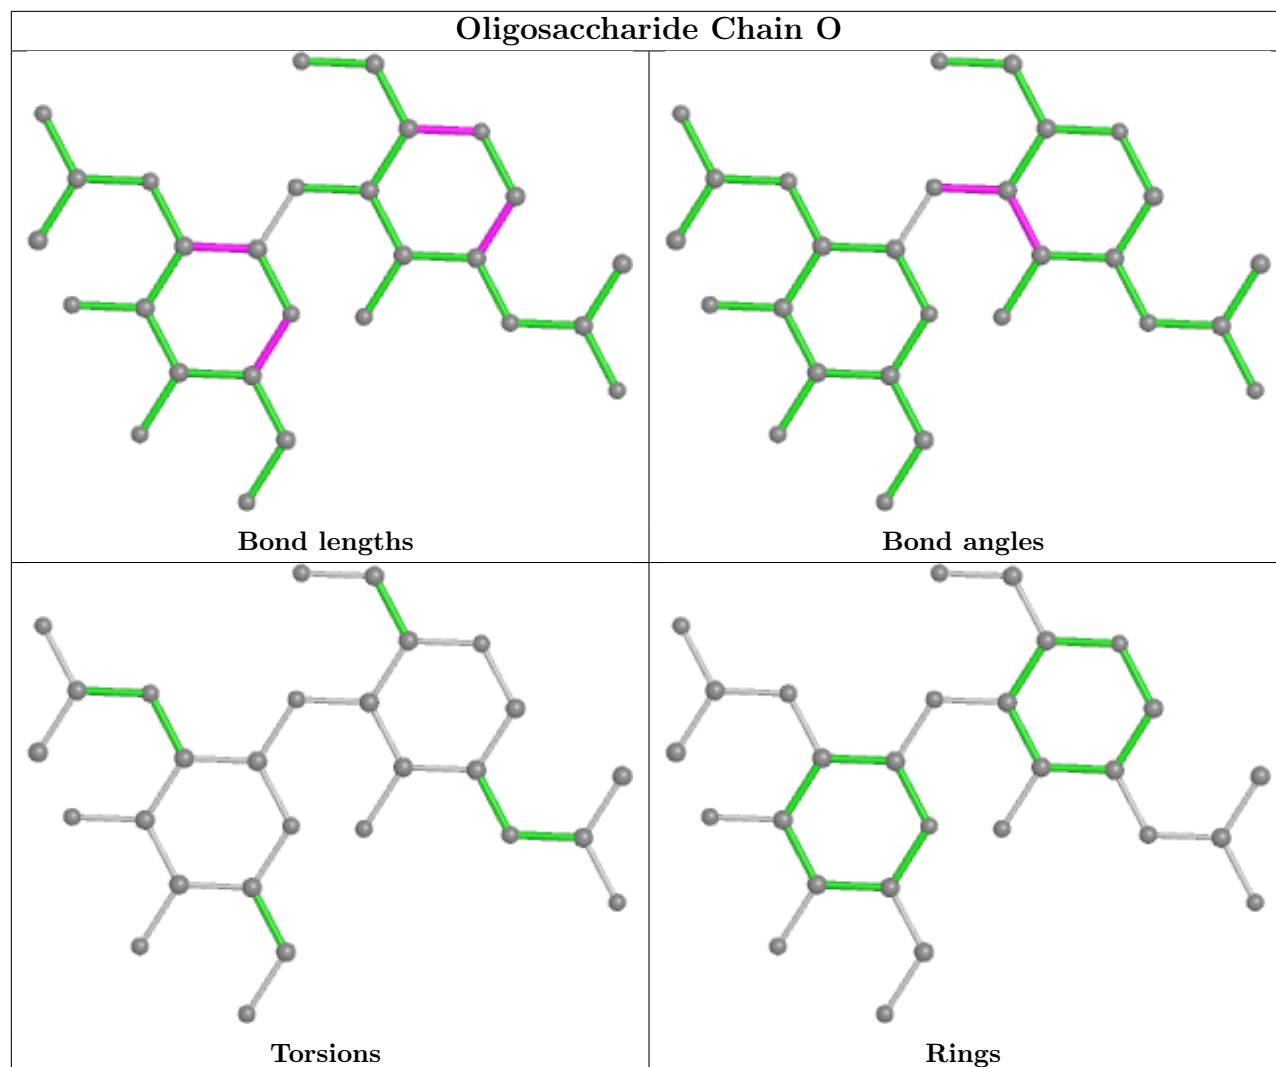 Oligosaccharide Chain O
Bond lengths
Bond angles
Torsions
Rings